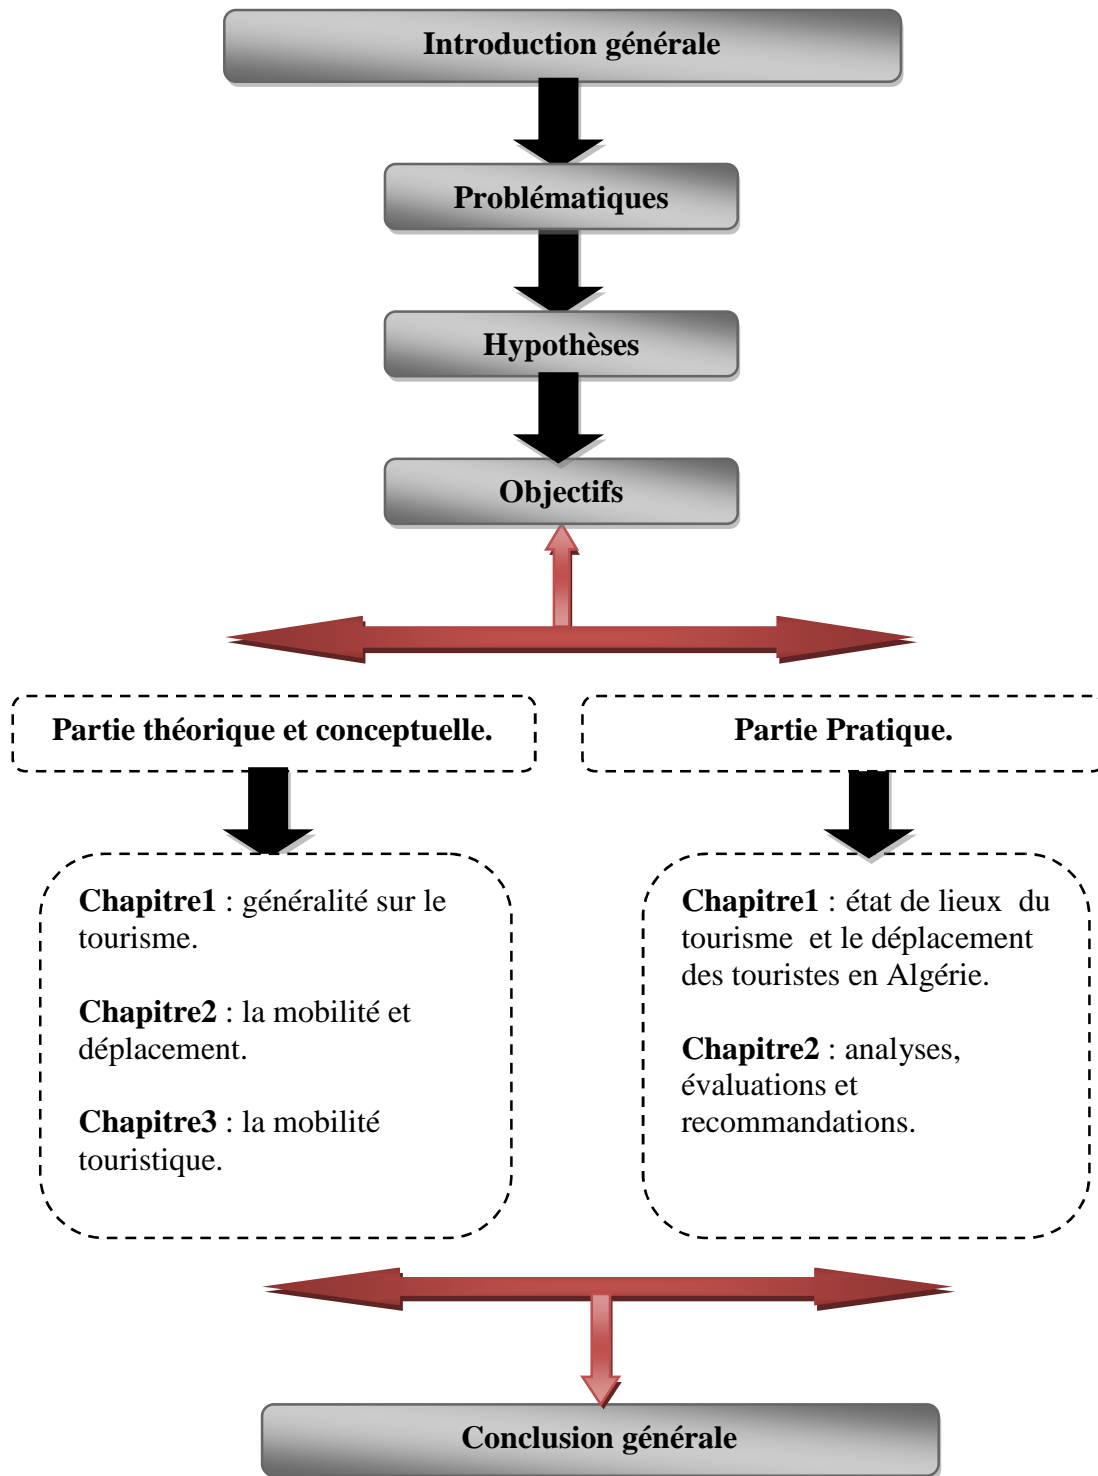 Introduction générale
Problématiques
Hypothèses
Objectifs
Partie théorique et conceptuelle.
Partie Pratique.
Chapitre1 : généralité sur le
tourisme.
Chapitre2 : la mobilité et
déplacement.
Chapitre3 : la mobilité
touristique.
Chapitre1 : état de lieux du
tourisme et le déplacement
des touristes en Algérie.
Chapitre2 : analyses,
évaluations et
recommandations.
Conclusion générale